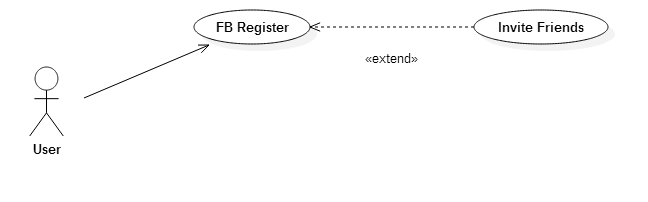 FB Register
Invite Friends
«extend»
User